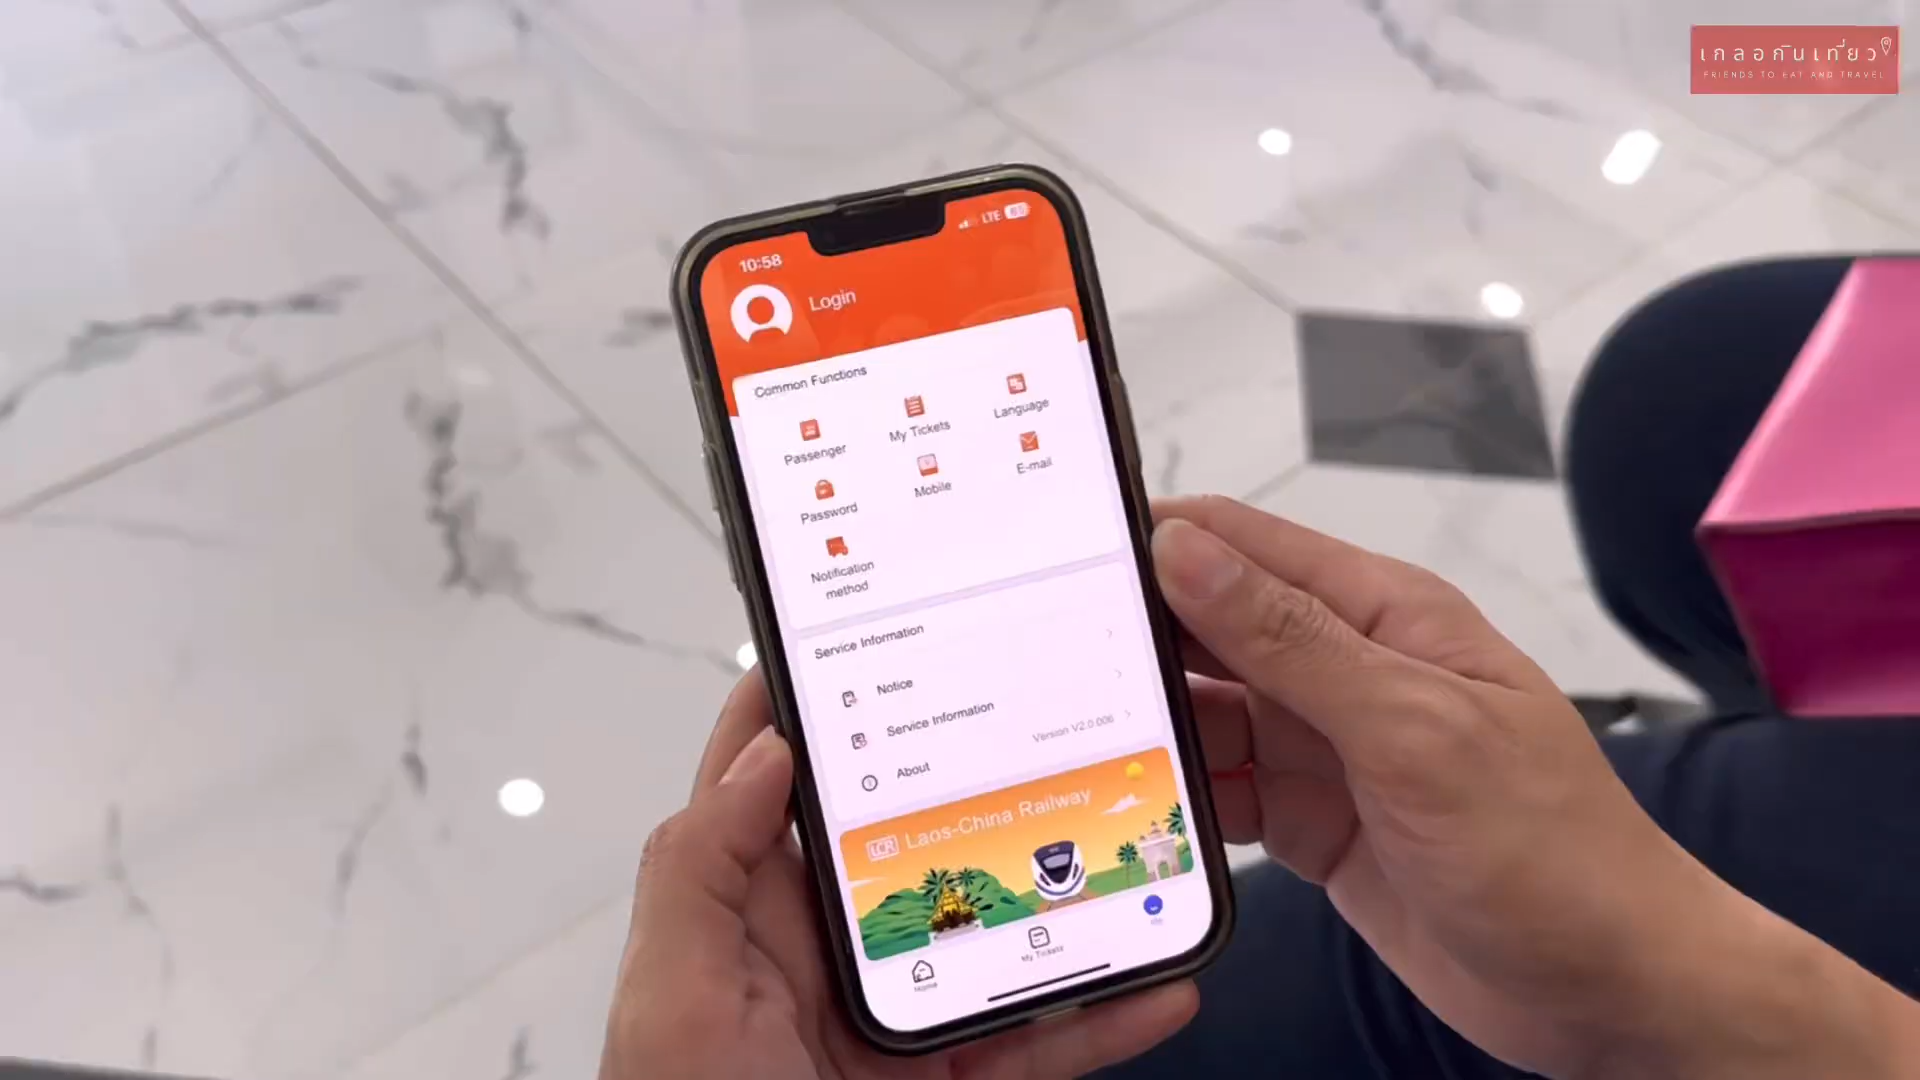 เกลอกันเที่ยว
FRIENDS TO EAT AND TRAVEL
10:58
LTE
Login
Common Functions
Passenger
My Tickets
Language
Password
Mobile
E-mail
Notification
method
Service Information
Notice
Service Information
About
Version V2.0.006
LCR Laos-China Railway
Home
My Tickets